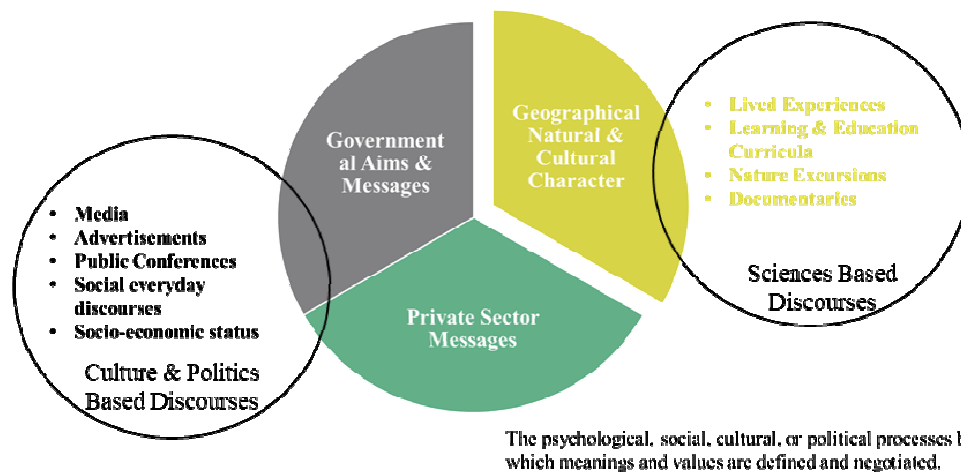 Government
al Aims &
Messages
Geographical
Natural &
Cultural
Character
Private Sector
Messages
• Media
• Advertisements
• Public Conferences
• Social everyday
discourses
• Socio-economic status
Culture & Politics
Based Discourses
• Lived Experiences
• Learning & Education
Curricula
• Nature Excursions
• Documentaries
Sciences Based
Discourses
The psychological, social, cultural, or political processes
which meanings and values are defined and negotiated.